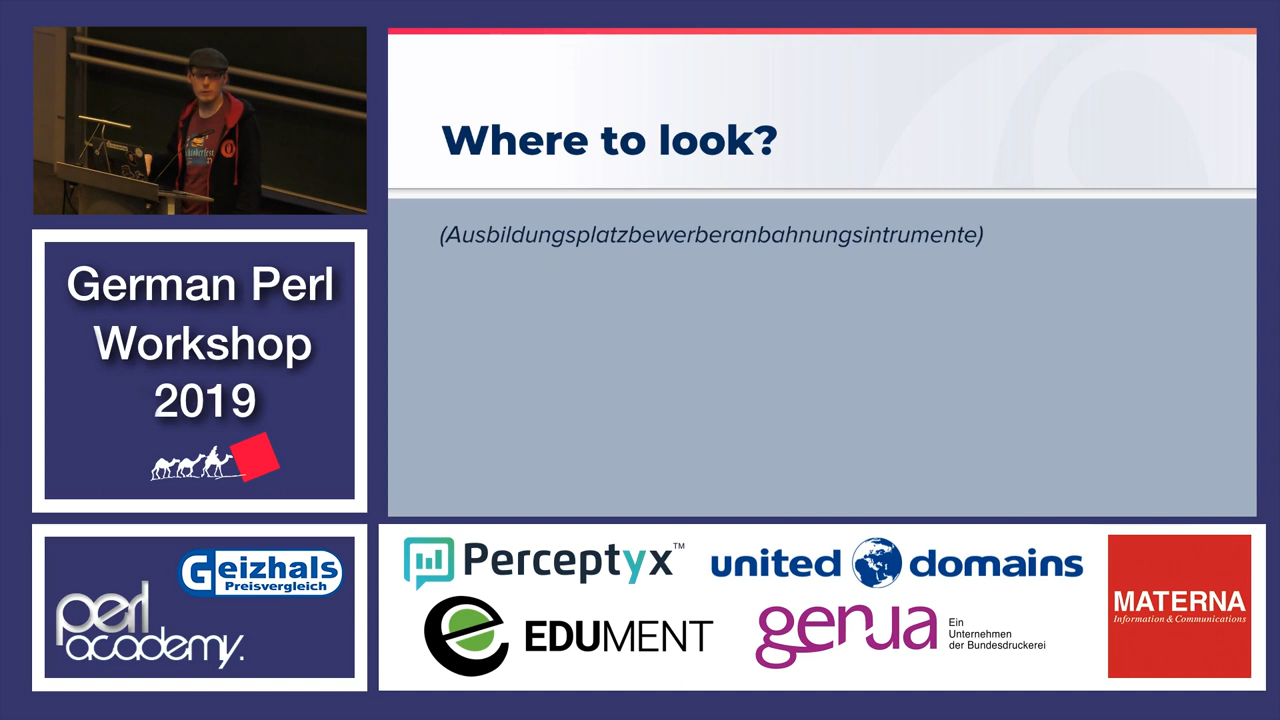 Where to look?
(Ausbildungsplatzbewerberanbahnungsintrumente)
German Perl
Workshop
2019
Geizhals
Preisvergleich
perl
academy.
Perceptyx™
united domains
EDUMENT
genua
Ein
Unternehmen
der Bundesdruckerei
MATERNA
Information & Communications